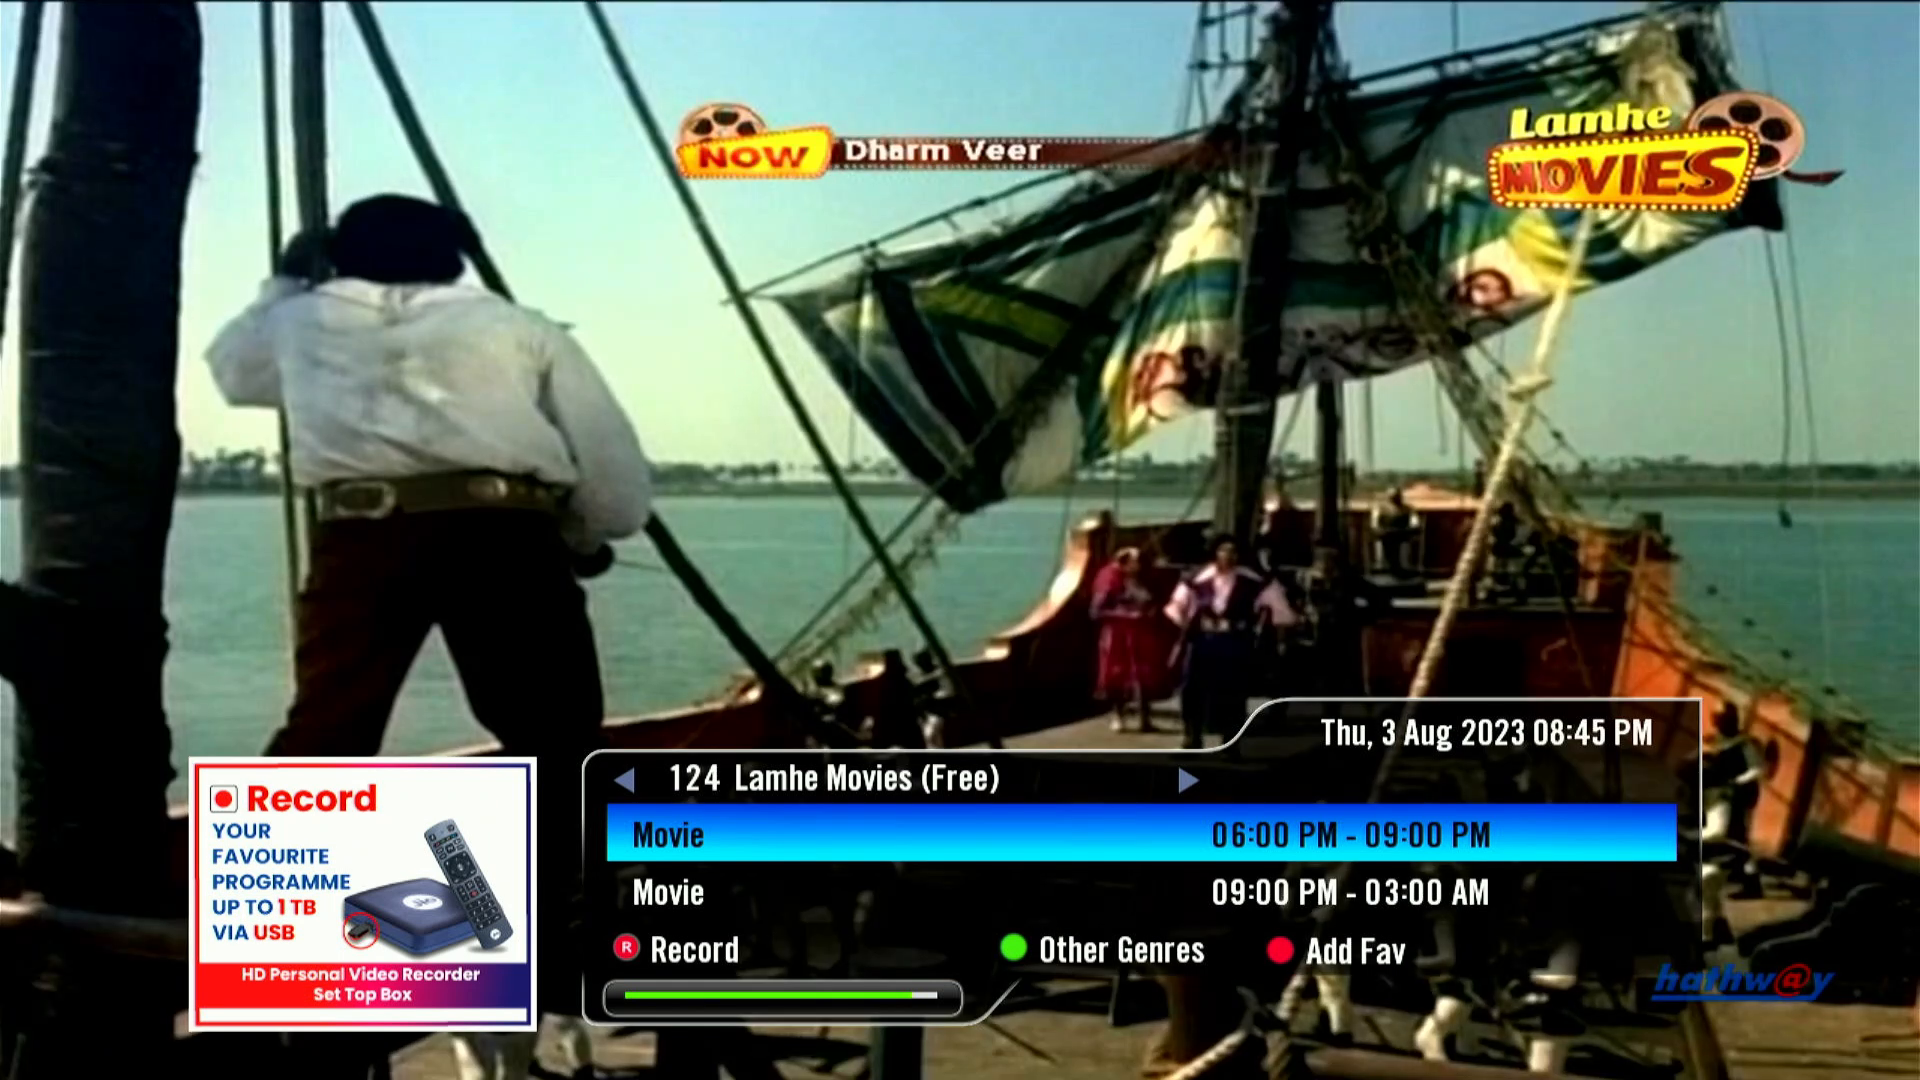 NOW Dharm Veer
Lamhe
MOVIES
Thu, 3 Aug 2023 08:45 PM
124 Lamhe Movies (Free)
Movie 06:00 PM - 09:00 PM
Movie 09:00 PM - 03:00 AM
R Record Other Genres Add Fav
Record
YOUR
FAVOURITE
PROGRAMME
UP TO 1 TB
VIA USB
Jio
HD Personal Video Recorder
Set Top Box
hathw@y